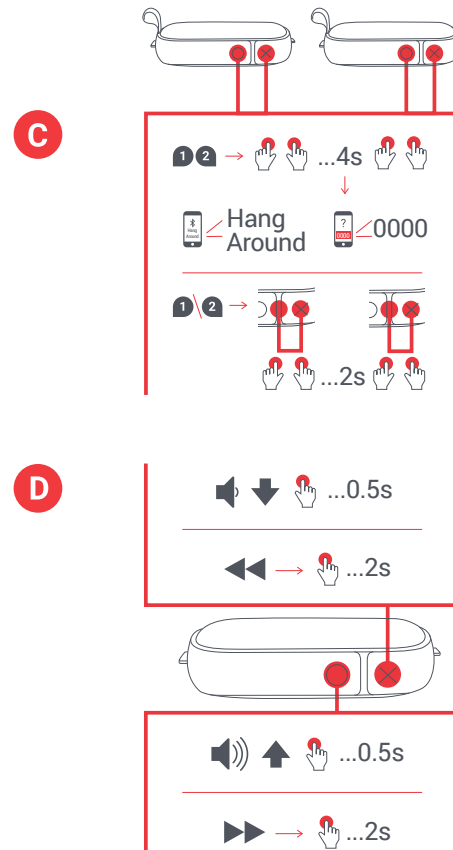 C
1 2 ...4s
Hang
Around
Hang
Around
?
0000
0000
1 \ 2
...2s
D
...0.5s
...2s
...0.5s
...2s